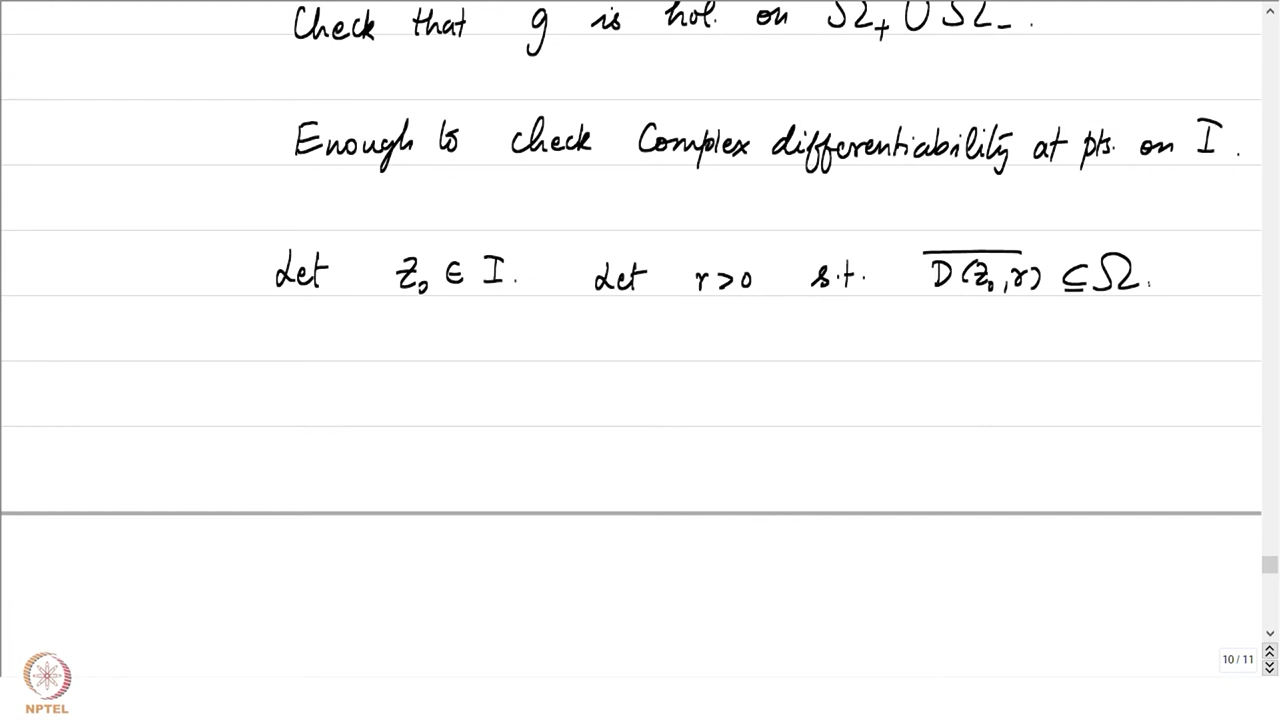 Check that g is hol. on Ω₊ ∪ Ω₋.
Enough to check Complex differentiability at pts. on I.
Let z₀ ∈ I. Let r>0 s.t. \overline{D(z₀,r)} ⊆ Ω.
10 / 11
NPTEL